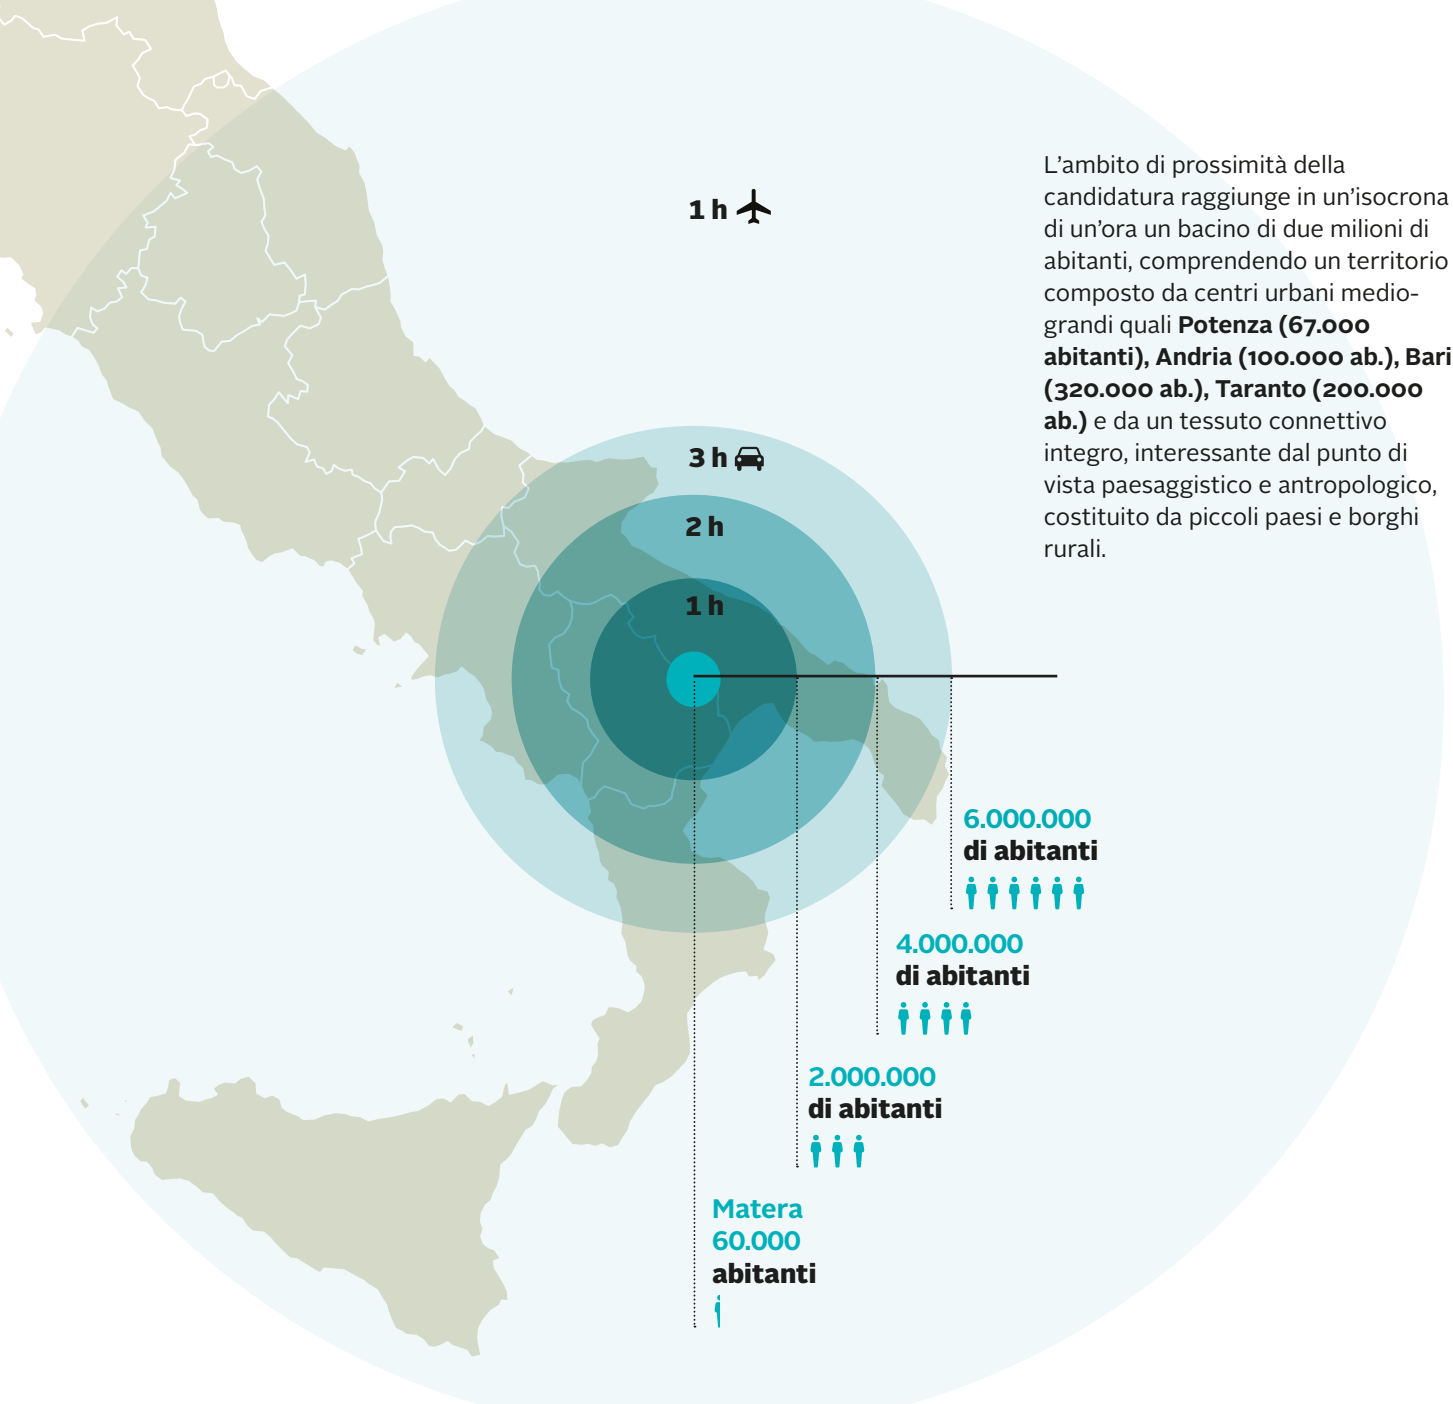 1 h
L’ambito di prossimità della
candidatura raggiunge in un’isocrona
di un’ora un bacino di due milioni di
abitanti, comprendendo un territorio
composto da centri urbani medio-
grandi quali Potenza (67.000
abitanti), Andria (100.000 ab.), Bari
(320.000 ab.), Taranto (200.000
ab.) e da un tessuto connettivo
integro, interessante dal punto di
vista paesaggistico e antropologico,
costituito da piccoli paesi e borghi
rurali.
3 h
2 h
1 h
6.000.000
di abitanti
4.000.000
di abitanti
2.000.000
di abitanti
Matera
60.000
abitanti